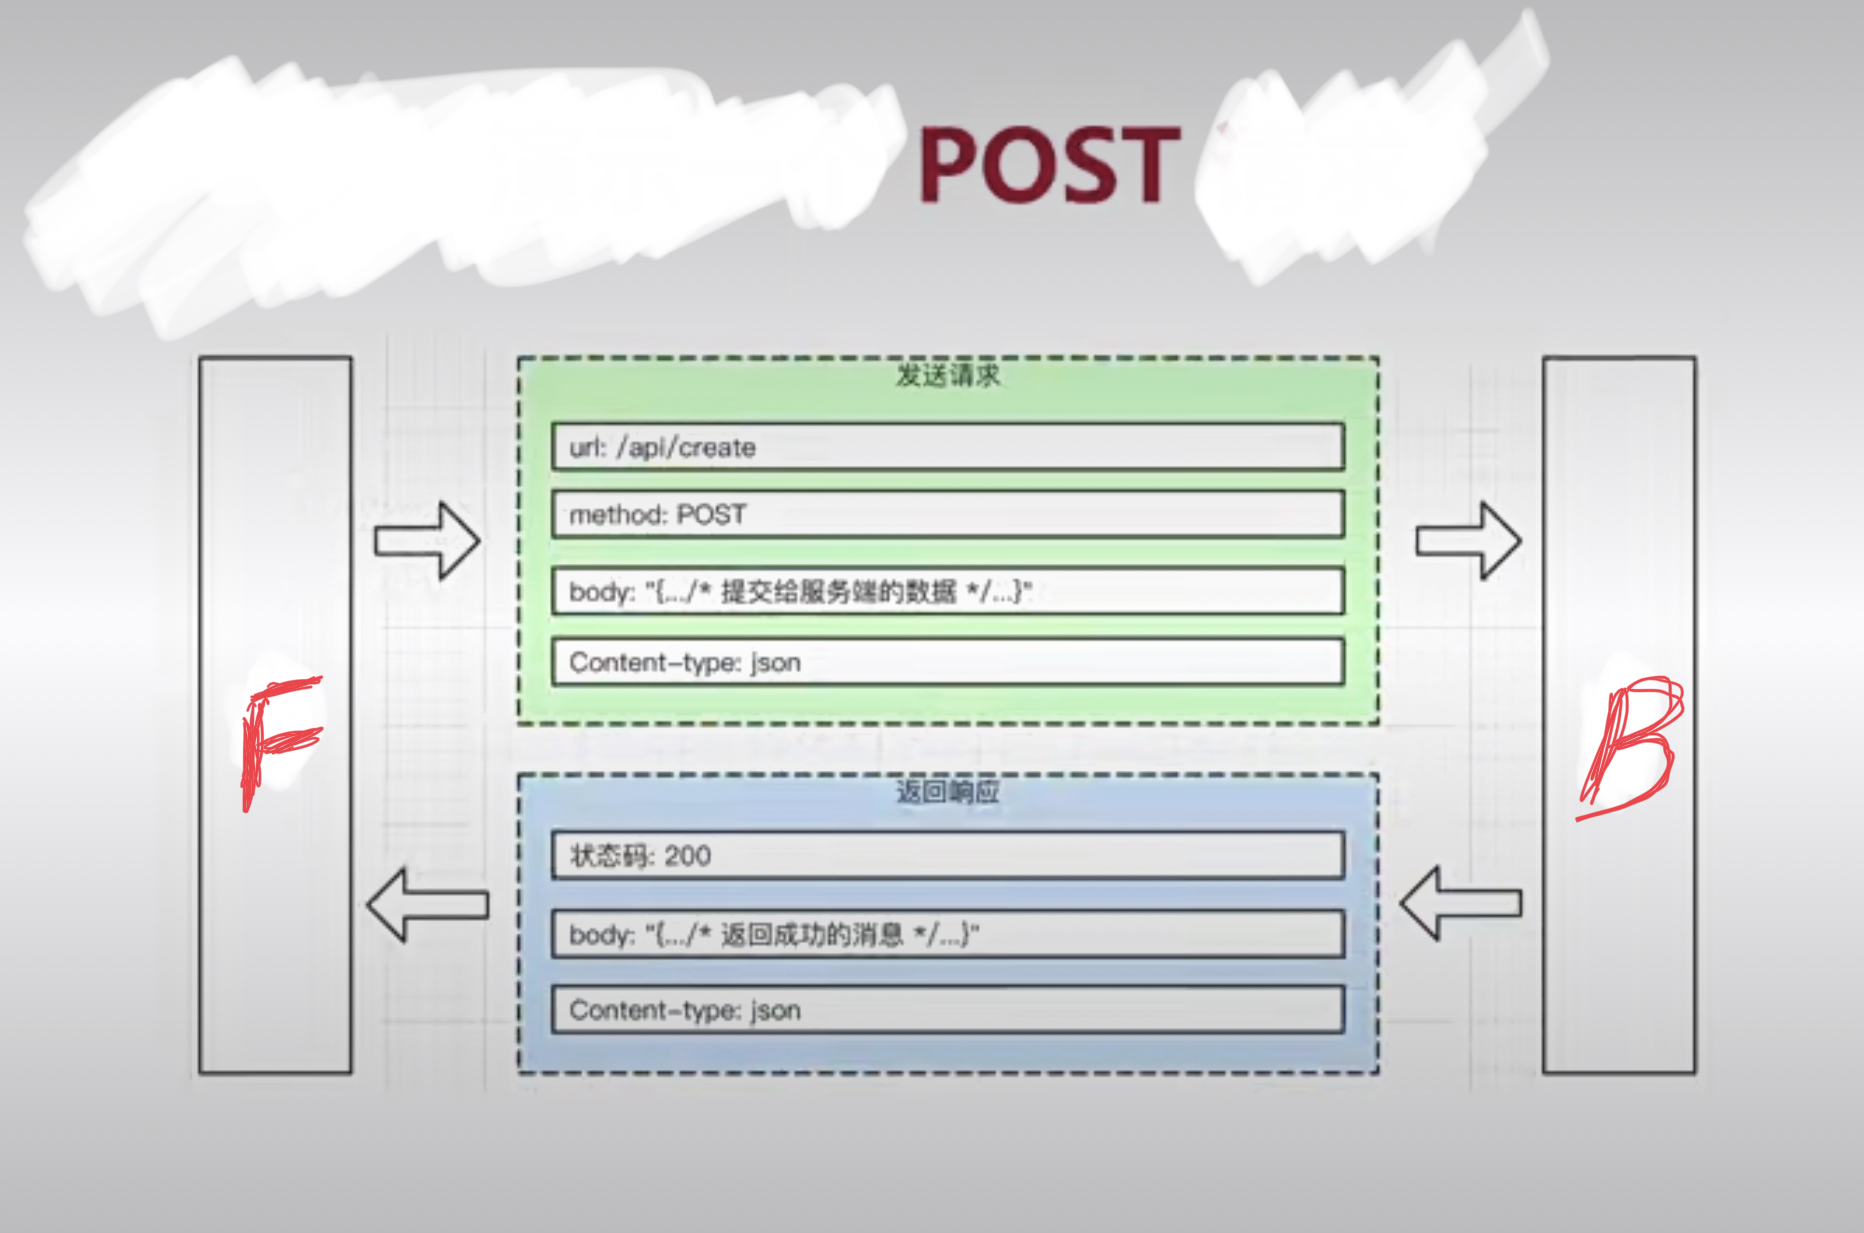 POST
发送请求
url: /api/create
method: POST
body: "{.../* 提交给服务端的数据 */...}"
Content-type: json
F
B
返回响应
状态码: 200
body: "{.../* 返回成功的消息 */...}"
Content-type: json